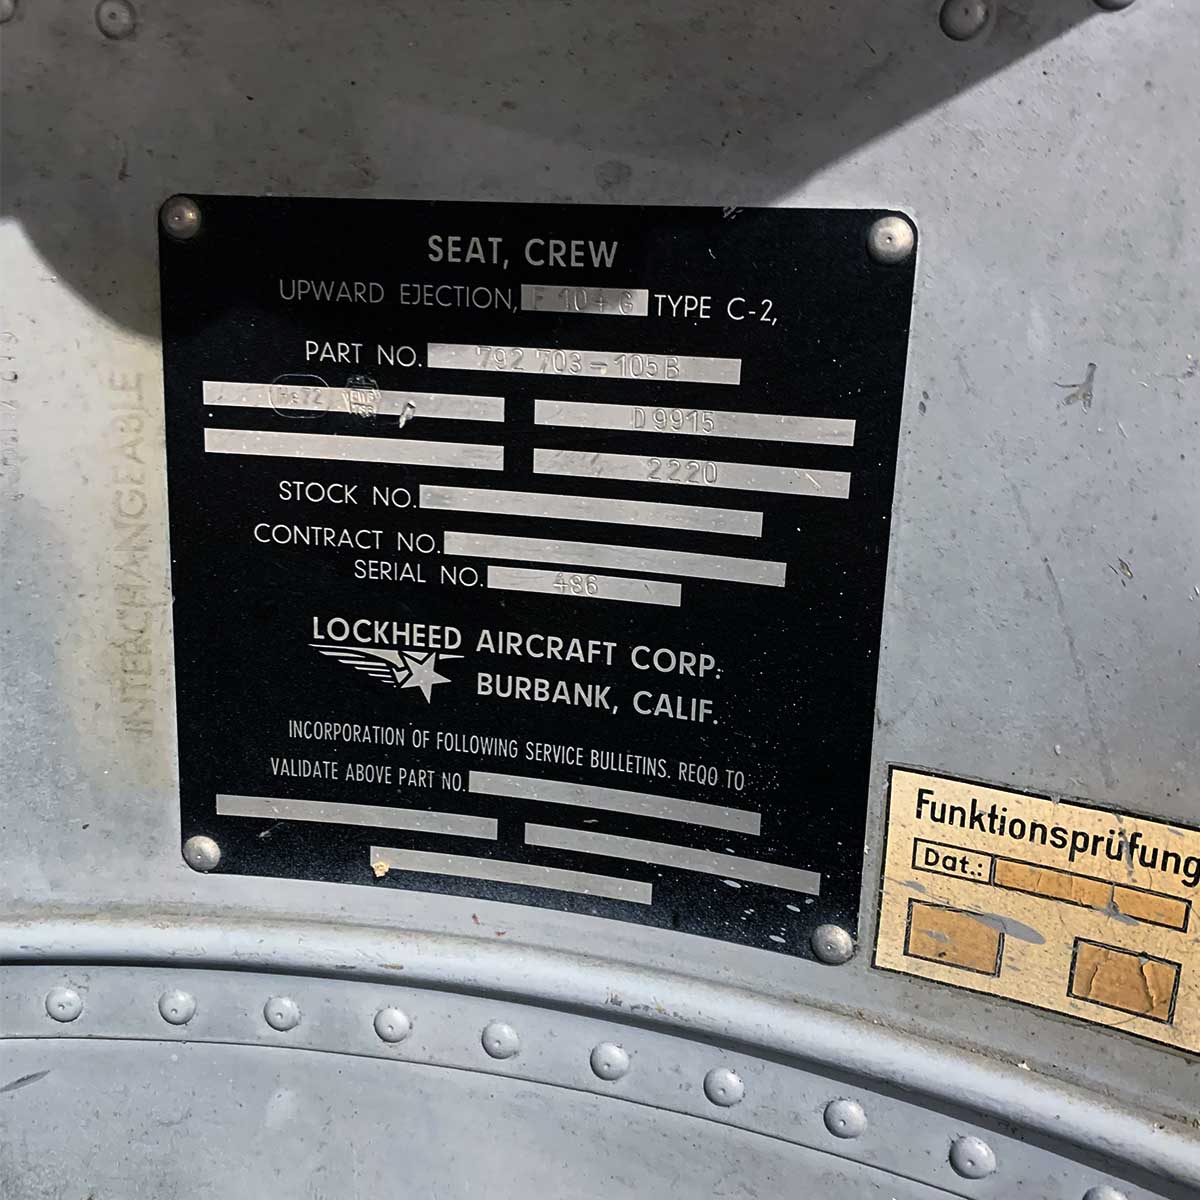 SEAT, CREW
UPWARD EJECTION, F 104 G TYPE C-2,
PART NO. 792 703-105B
D 9915
2220
STOCK NO.
CONTRACT NO.
SERIAL NO. 486
LOCKHEED AIRCRAFT CORP.
BURBANK, CALIF.
INCORPORATION OF FOLLOWING SERVICE BULLETINS. REQD TO
VALIDATE ABOVE PART NO.
INTERCHANGEABLE
Funktionsprüfung
Dat.: